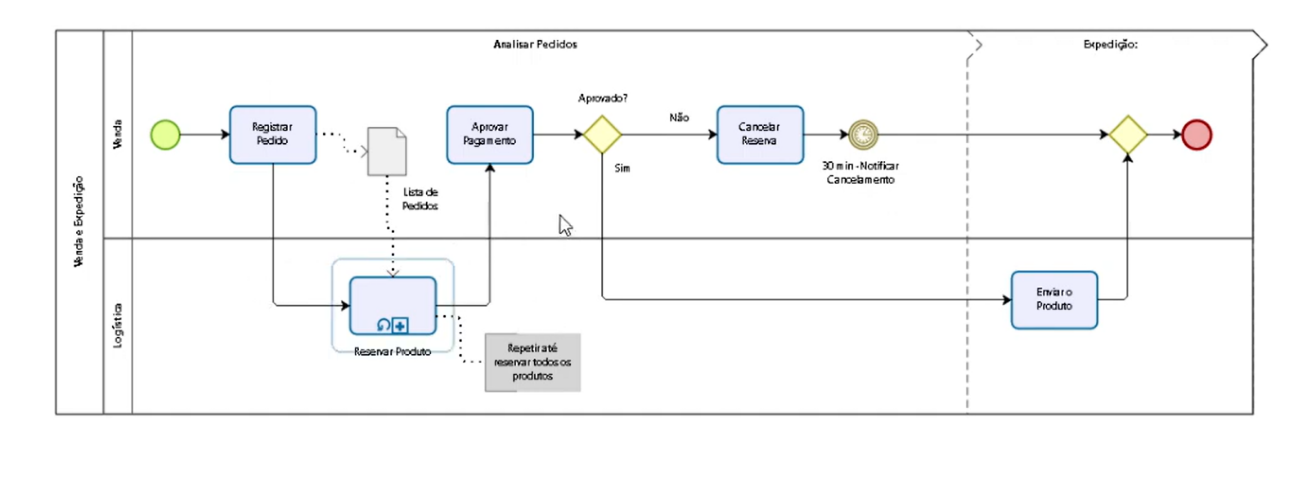 Analisar Pedidos
Expedição:
Venda e Expedição
Venda
Logística
Registrar
Pedido
Lista de
Pedidos
Aprovar
Pagamento
Aprovado?
Não
Sim
Cancelar
Reserva
30 min - Notificar
Cancelamento
Reservar Produto
Repetir até
reservar todos os
produtos
Enviar o
Produto